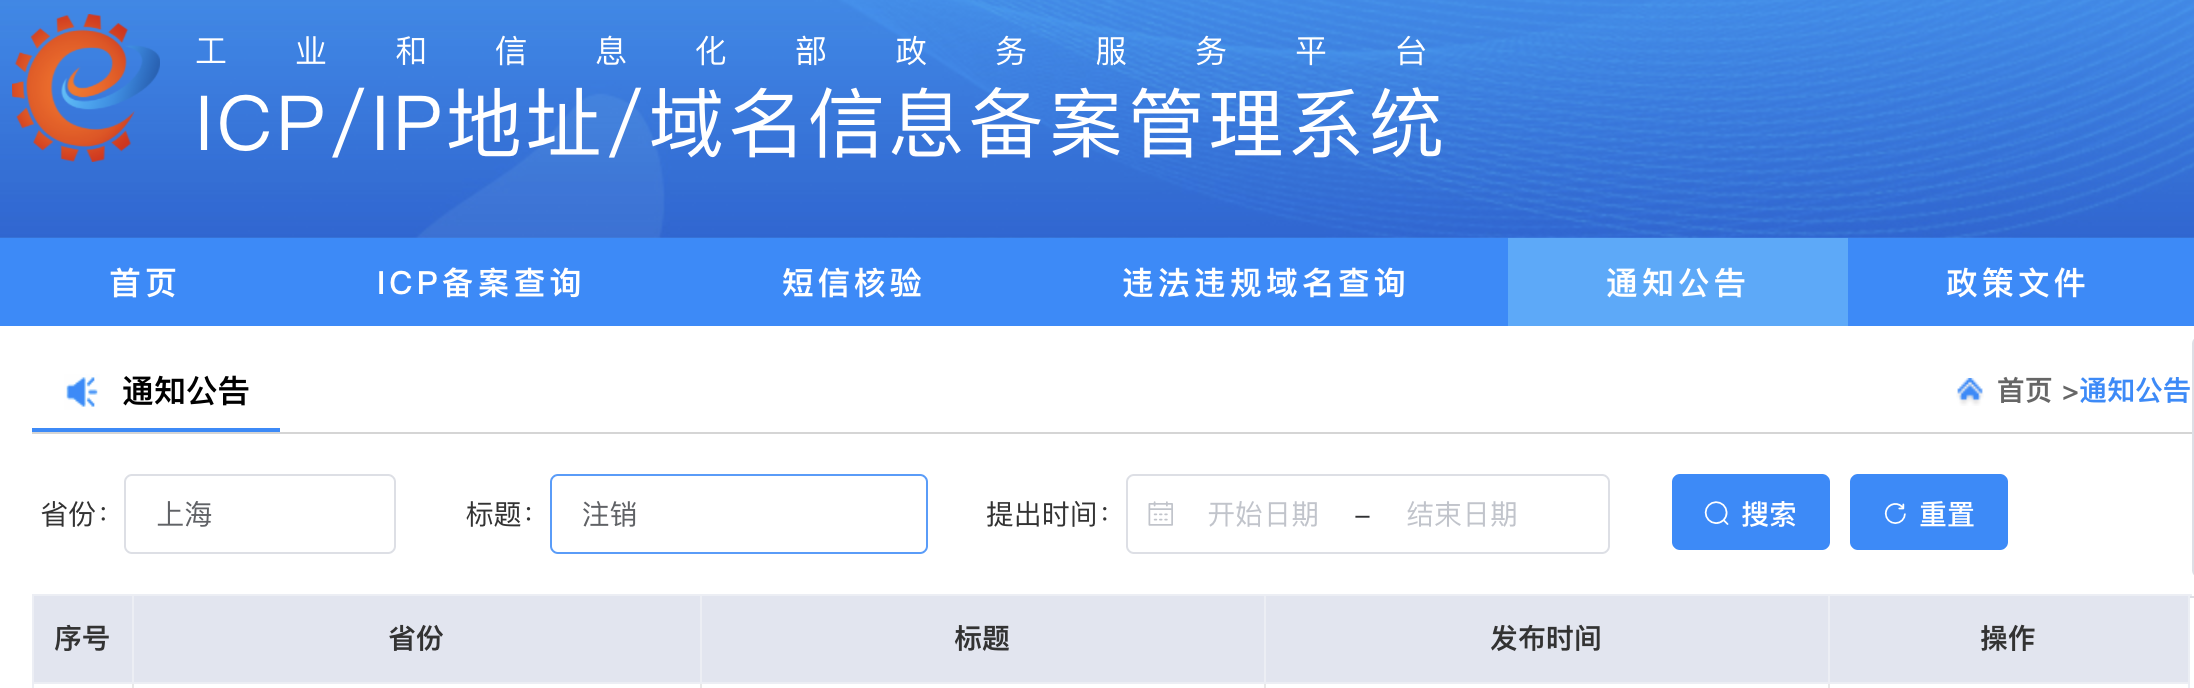 工业和信息化部政务服务平台
ICP/IP地址/域名信息备案管理系统
首页 ICP备案查询 短信核验 违法违规域名查询 通知公告 政策文件
通知公告 首页 >通知公告
省份: 上海 标题: 注销 提出时间: 开始日期 – 结束日期 搜索 重置
序号 省份 标题 发布时间 操作